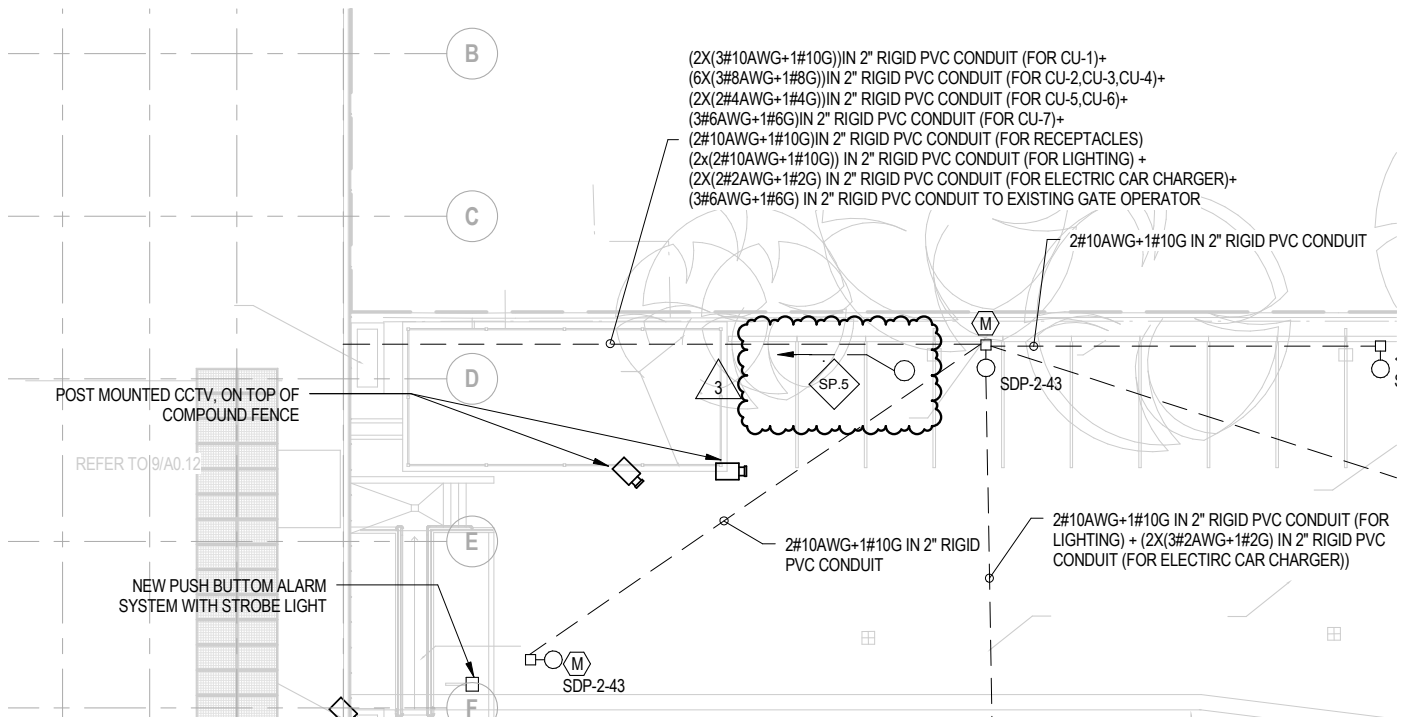 B
(2X(3#10AWG+1#10G))IN 2" RIGID PVC CONDUIT (FOR CU-1)+
(6X(3#8AWG+1#8G))IN 2" RIGID PVC CONDUIT (FOR CU-2,CU-3,CU-4)+
(2X(2#4AWG+1#4G))IN 2" RIGID PVC CONDUIT (FOR CU-5,CU-6)+
(3#6AWG+1#6G)IN 2" RIGID PVC CONDUIT (FOR CU-7)+
(2#10AWG+1#10G)IN 2" RIGID PVC CONDUIT (FOR RECEPTACLES)
(2x(2#10AWG+1#10G)) IN 2" RIGID PVC CONDUIT (FOR LIGHTING) +
(2X(2#2AWG+1#2G) IN 2" RIGID PVC CONDUIT (FOR ELECTRIC CAR CHARGER)+
(3#6AWG+1#6G) IN 2" RIGID PVC CONDUIT TO EXISTING GATE OPERATOR
C
2#10AWG+1#10G IN 2" RIGID PVC CONDUIT
M
D
3
SP.5
SDP-2-43
POST MOUNTED CCTV, ON TOP OF
COMPOUND FENCE
REFER TO 9/A0.12
E
2#10AWG+1#10G IN 2" RIGID
PVC CONDUIT
2#10AWG+1#10G IN 2" RIGID PVC CONDUIT (FOR
LIGHTING) + (2X(3#2AWG+1#2G) IN 2" RIGID PVC
CONDUIT (FOR ELECTIRC CAR CHARGER))
NEW PUSH BUTTOM ALARM
SYSTEM WITH STROBE LIGHT
M
SDP-2-43
F